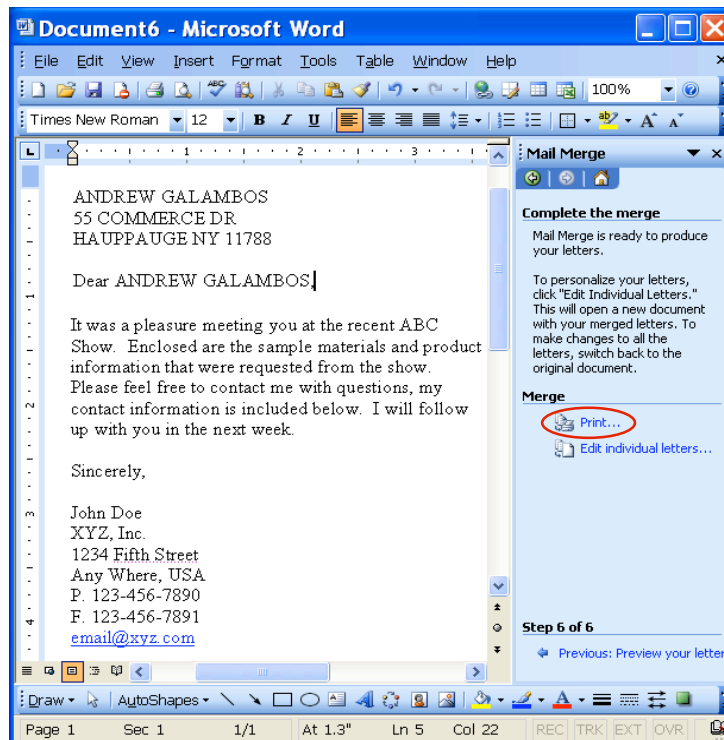 Document6 - Microsoft Word
File Edit View Insert Format Tools Table Window Help
100%
Times New Roman 12 B I U A A
L 1 2 3
Mail Merge
ANDREW GALAMBOS
55 COMMERCE DR
HAUPPAUGE NY 11788
Dear ANDREW GALAMBOS,
It was a pleasure meeting you at the recent ABC
Show. Enclosed are the sample materials and product
information that were requested from the show.
Please feel free to contact me with questions, my
contact information is included below. I will follow
up with you in the next week.
Sincerely,
John Doe
XYZ, Inc.
1234 Fifth Street
Any Where, USA
P. 123-456-7890
F. 123-456-7891
email@xyz.com
1
2
3
4
Complete the merge
Mail Merge is ready to produce
your letters.
To personalize your letters,
click "Edit Individual Letters."
This will open a new document
with your merged letters. To
make changes to all the
letters, switch back to the
original document.
Merge
Print...
Edit individual letters...
Step 6 of 6
Previous: Preview your letter
Draw AutoShapes A
Page 1 Sec 1 1/1 At 1.3" Ln 5 Col 22 REC TRK EXT OVR